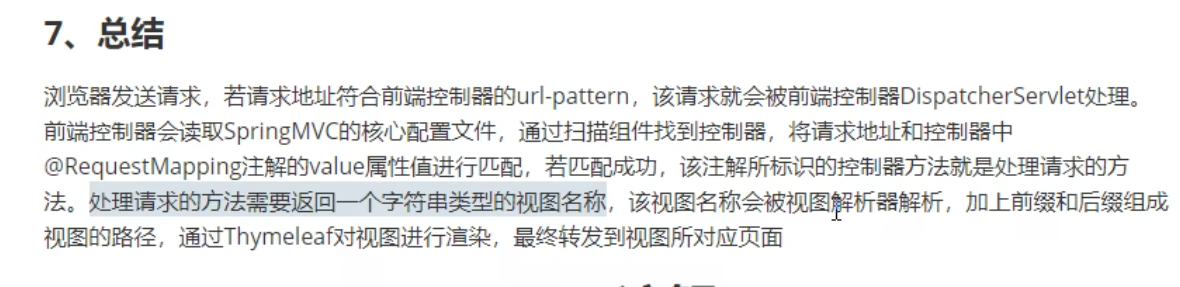 7、总结
浏览器发送请求，若请求地址符合前端控制器的url-pattern，该请求就会被前端控制器DispatcherServlet处理。
前端控制器会读取SpringMVC的核心配置文件，通过扫描组件找到控制器，将请求地址和控制器中
@RequestMapping注解的value属性值进行匹配，若匹配成功，该注解所标识的控制器方法就是处理请求的方
法。处理请求的方法需要返回一个字符串类型的视图名称，该视图名称会被视图解析器解析，加上前缀和后缀组成
视图的路径，通过Thymeleaf对视图进行渲染，最终转发到视图所对应页面